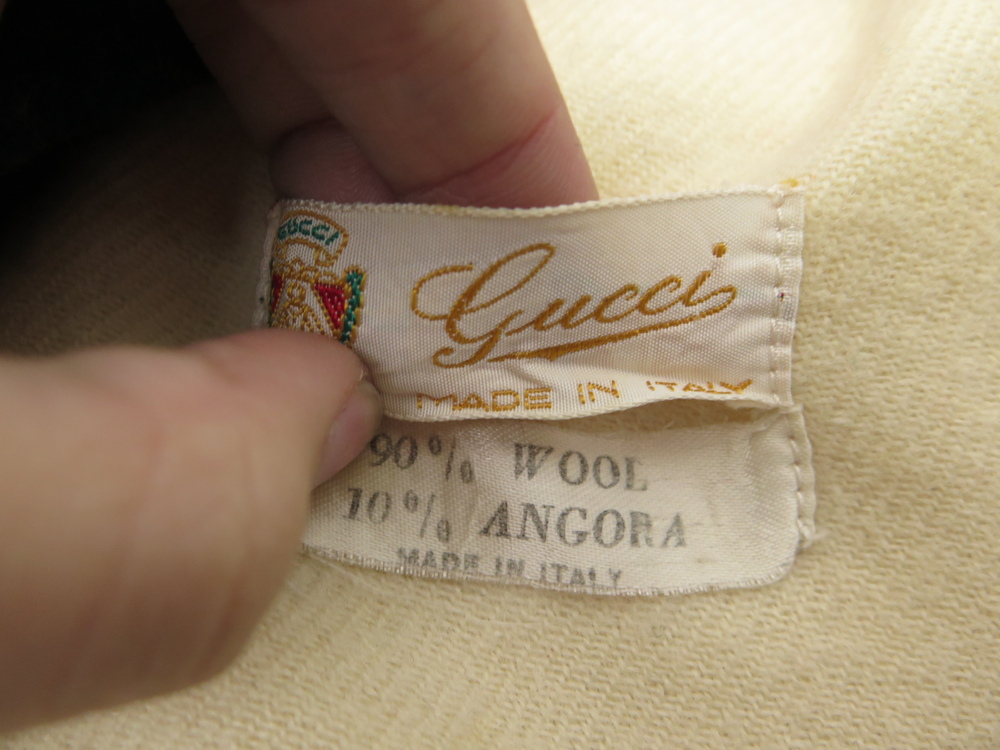 GUCCI
Gucci
MADE IN ITALY
90% WOOL
10% ANGORA
MADE IN ITALY